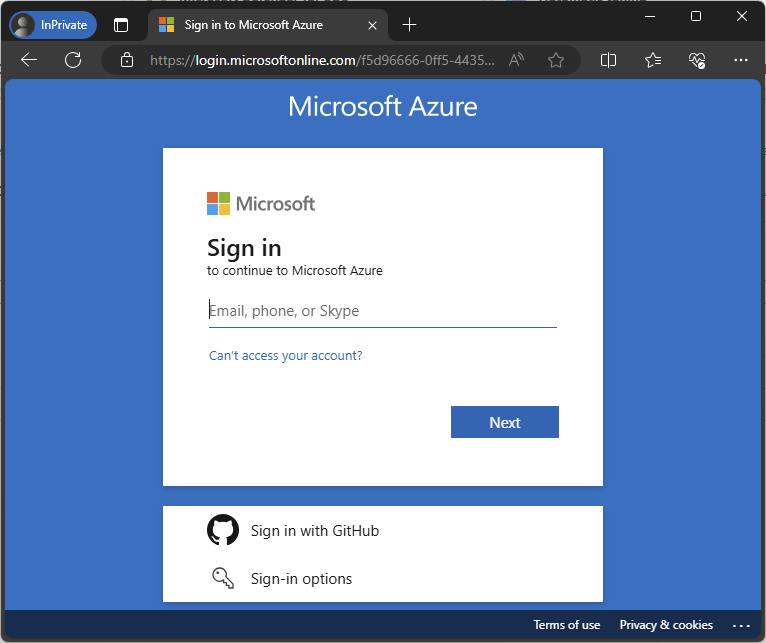 InPrivate
Sign in to Microsoft Azure
https://login.microsoftonline.com/f5d96666-0ff5-4435...
Microsoft Azure
Microsoft
Sign in
to continue to Microsoft Azure
Email, phone, or Skype
Can't access your account?
Next
Sign in with GitHub
Sign-in options
Terms of use Privacy & cookies ...